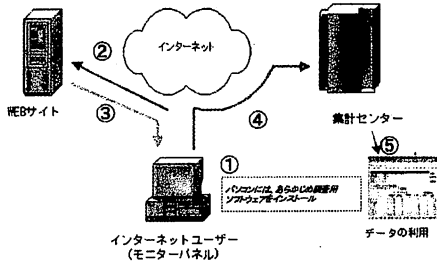 ②
インターネット
WEBサイト
③
④
集計センター
①
⑤
パソコンには、あらかじめ調査用
ソフトウェアをインストール
データの利用
インターネットユーザー
(モニターパネル)